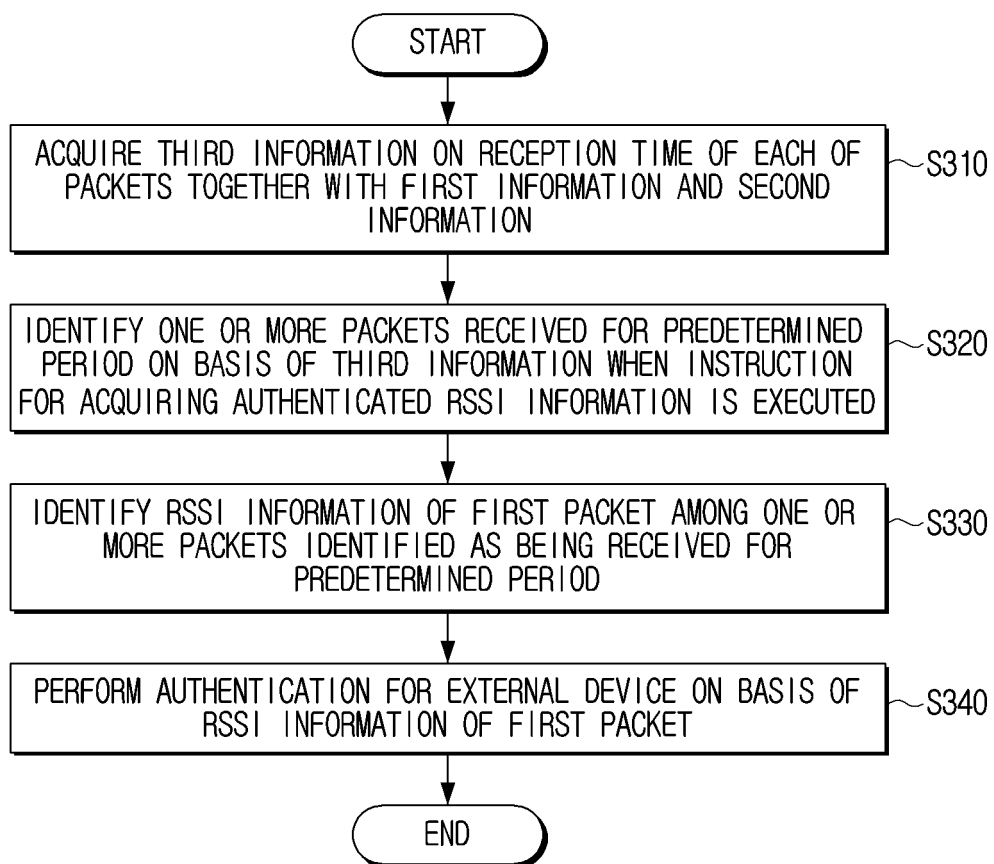 START
ACQUIRE THIRD INFORMATION ON RECEPTION TIME OF EACH OF
PACKETS TOGETHER WITH FIRST INFORMATION AND SECOND
INFORMATION
S310
IDENTIFY ONE OR MORE PACKETS RECEIVED FOR PREDETERMINED
PERIOD ON BASIS OF THIRD INFORMATION WHEN INSTRUCTION
FOR ACQUIRING AUTHENTICATED RSSI INFORMATION IS EXECUTED
S320
IDENTIFY RSSI INFORMATION OF FIRST PACKET AMONG ONE OR
MORE PACKETS IDENTIFIED AS BEING RECEIVED FOR
PREDETERMINED PERIOD
S330
PERFORM AUTHENTICATION FOR EXTERNAL DEVICE ON BASIS OF
RSSI INFORMATION OF FIRST PACKET
S340
END